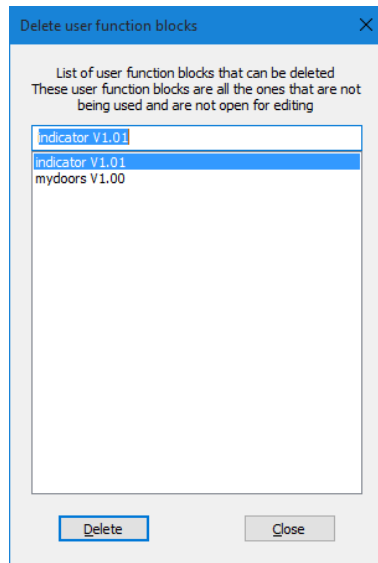 Delete user function blocks
List of user function blocks that can be deleted
These user function blocks are all the ones that are not
being used and are not open for editing
indicator V1.01
indicator V1.01
mydoors V1.00
Delete
Close